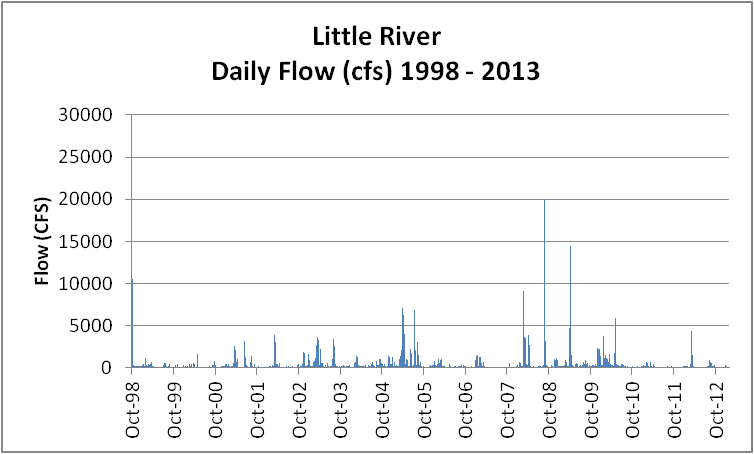 Little River
Daily Flow (cfs) 1998 - 2013
30000
25000
20000
15000
10000
5000
0
Flow (CFS)
Oct-98
Oct-99
Oct-00
Oct-01
Oct-02
Oct-03
Oct-04
Oct-05
Oct-06
Oct-07
Oct-08
Oct-09
Oct-10
Oct-11
Oct-12